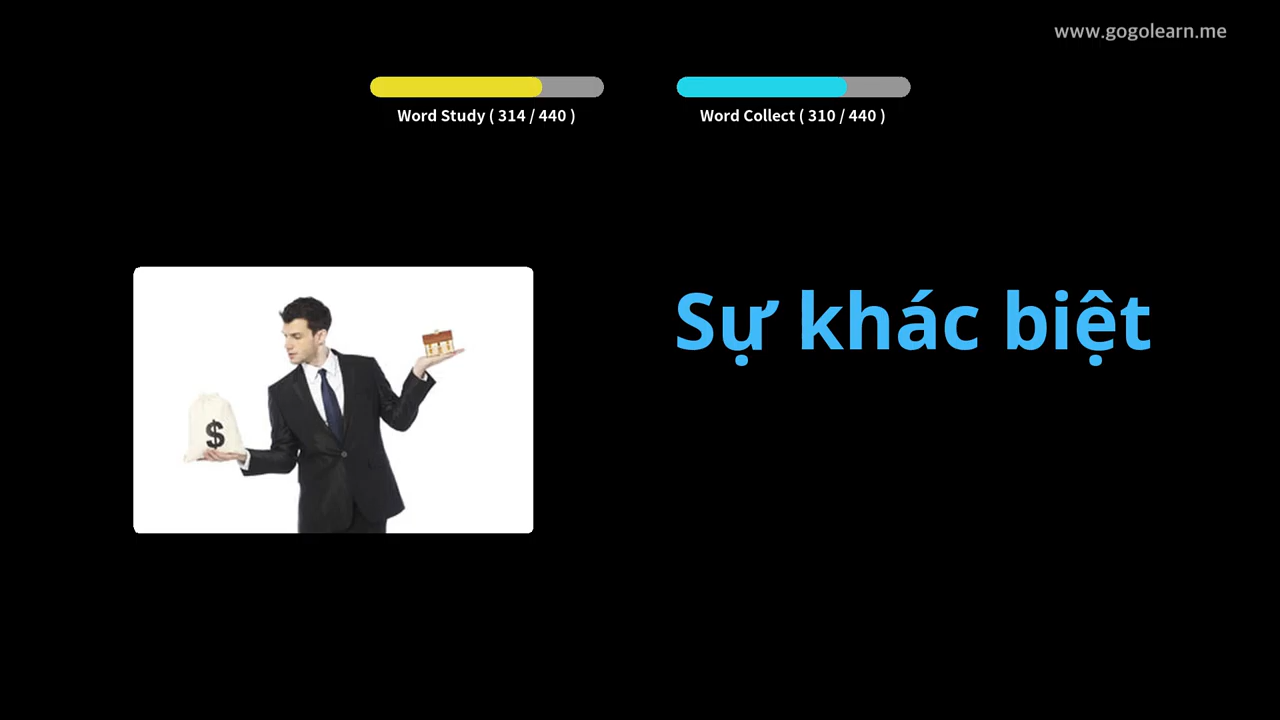 www.gogolearn.me
Word Study ( 314 / 440 )
Word Collect ( 310 / 440 )
$
Sự khác biệt